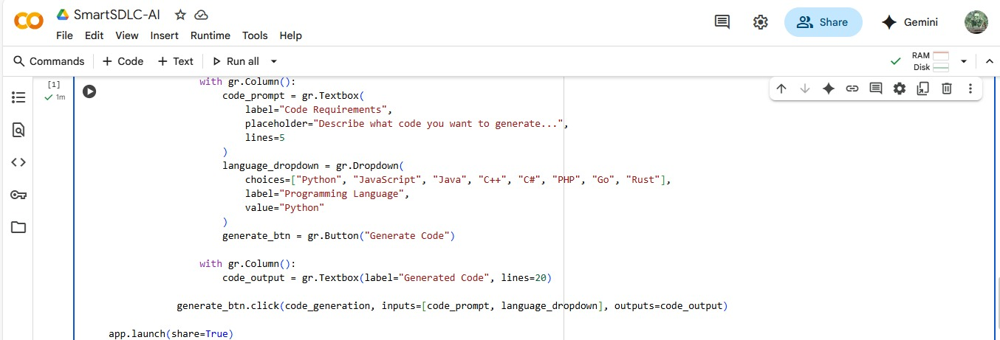 SmartSDLC-AI
File Edit View Insert Runtime Tools Help
Share
Gemini
Commands + Code + Text Run all
RAM
Disk
[1]
1m
with gr.Column():
code_prompt = gr.Textbox(
label="Code Requirements",
placeholder="Describe what code you want to generate...",
lines=5
)
language_dropdown = gr.Dropdown(
choices=["Python", "JavaScript", "Java", "C++", "C#", "PHP", "Go", "Rust"],
label="Programming Language",
value="Python"
)
generate_btn = gr.Button("Generate Code")
with gr.Column():
code_output = gr.Textbox(label="Generated Code", lines=20)
generate_btn.click(code_generation, inputs=[code_prompt, language_dropdown], outputs=code_output)
app.launch(share=True)